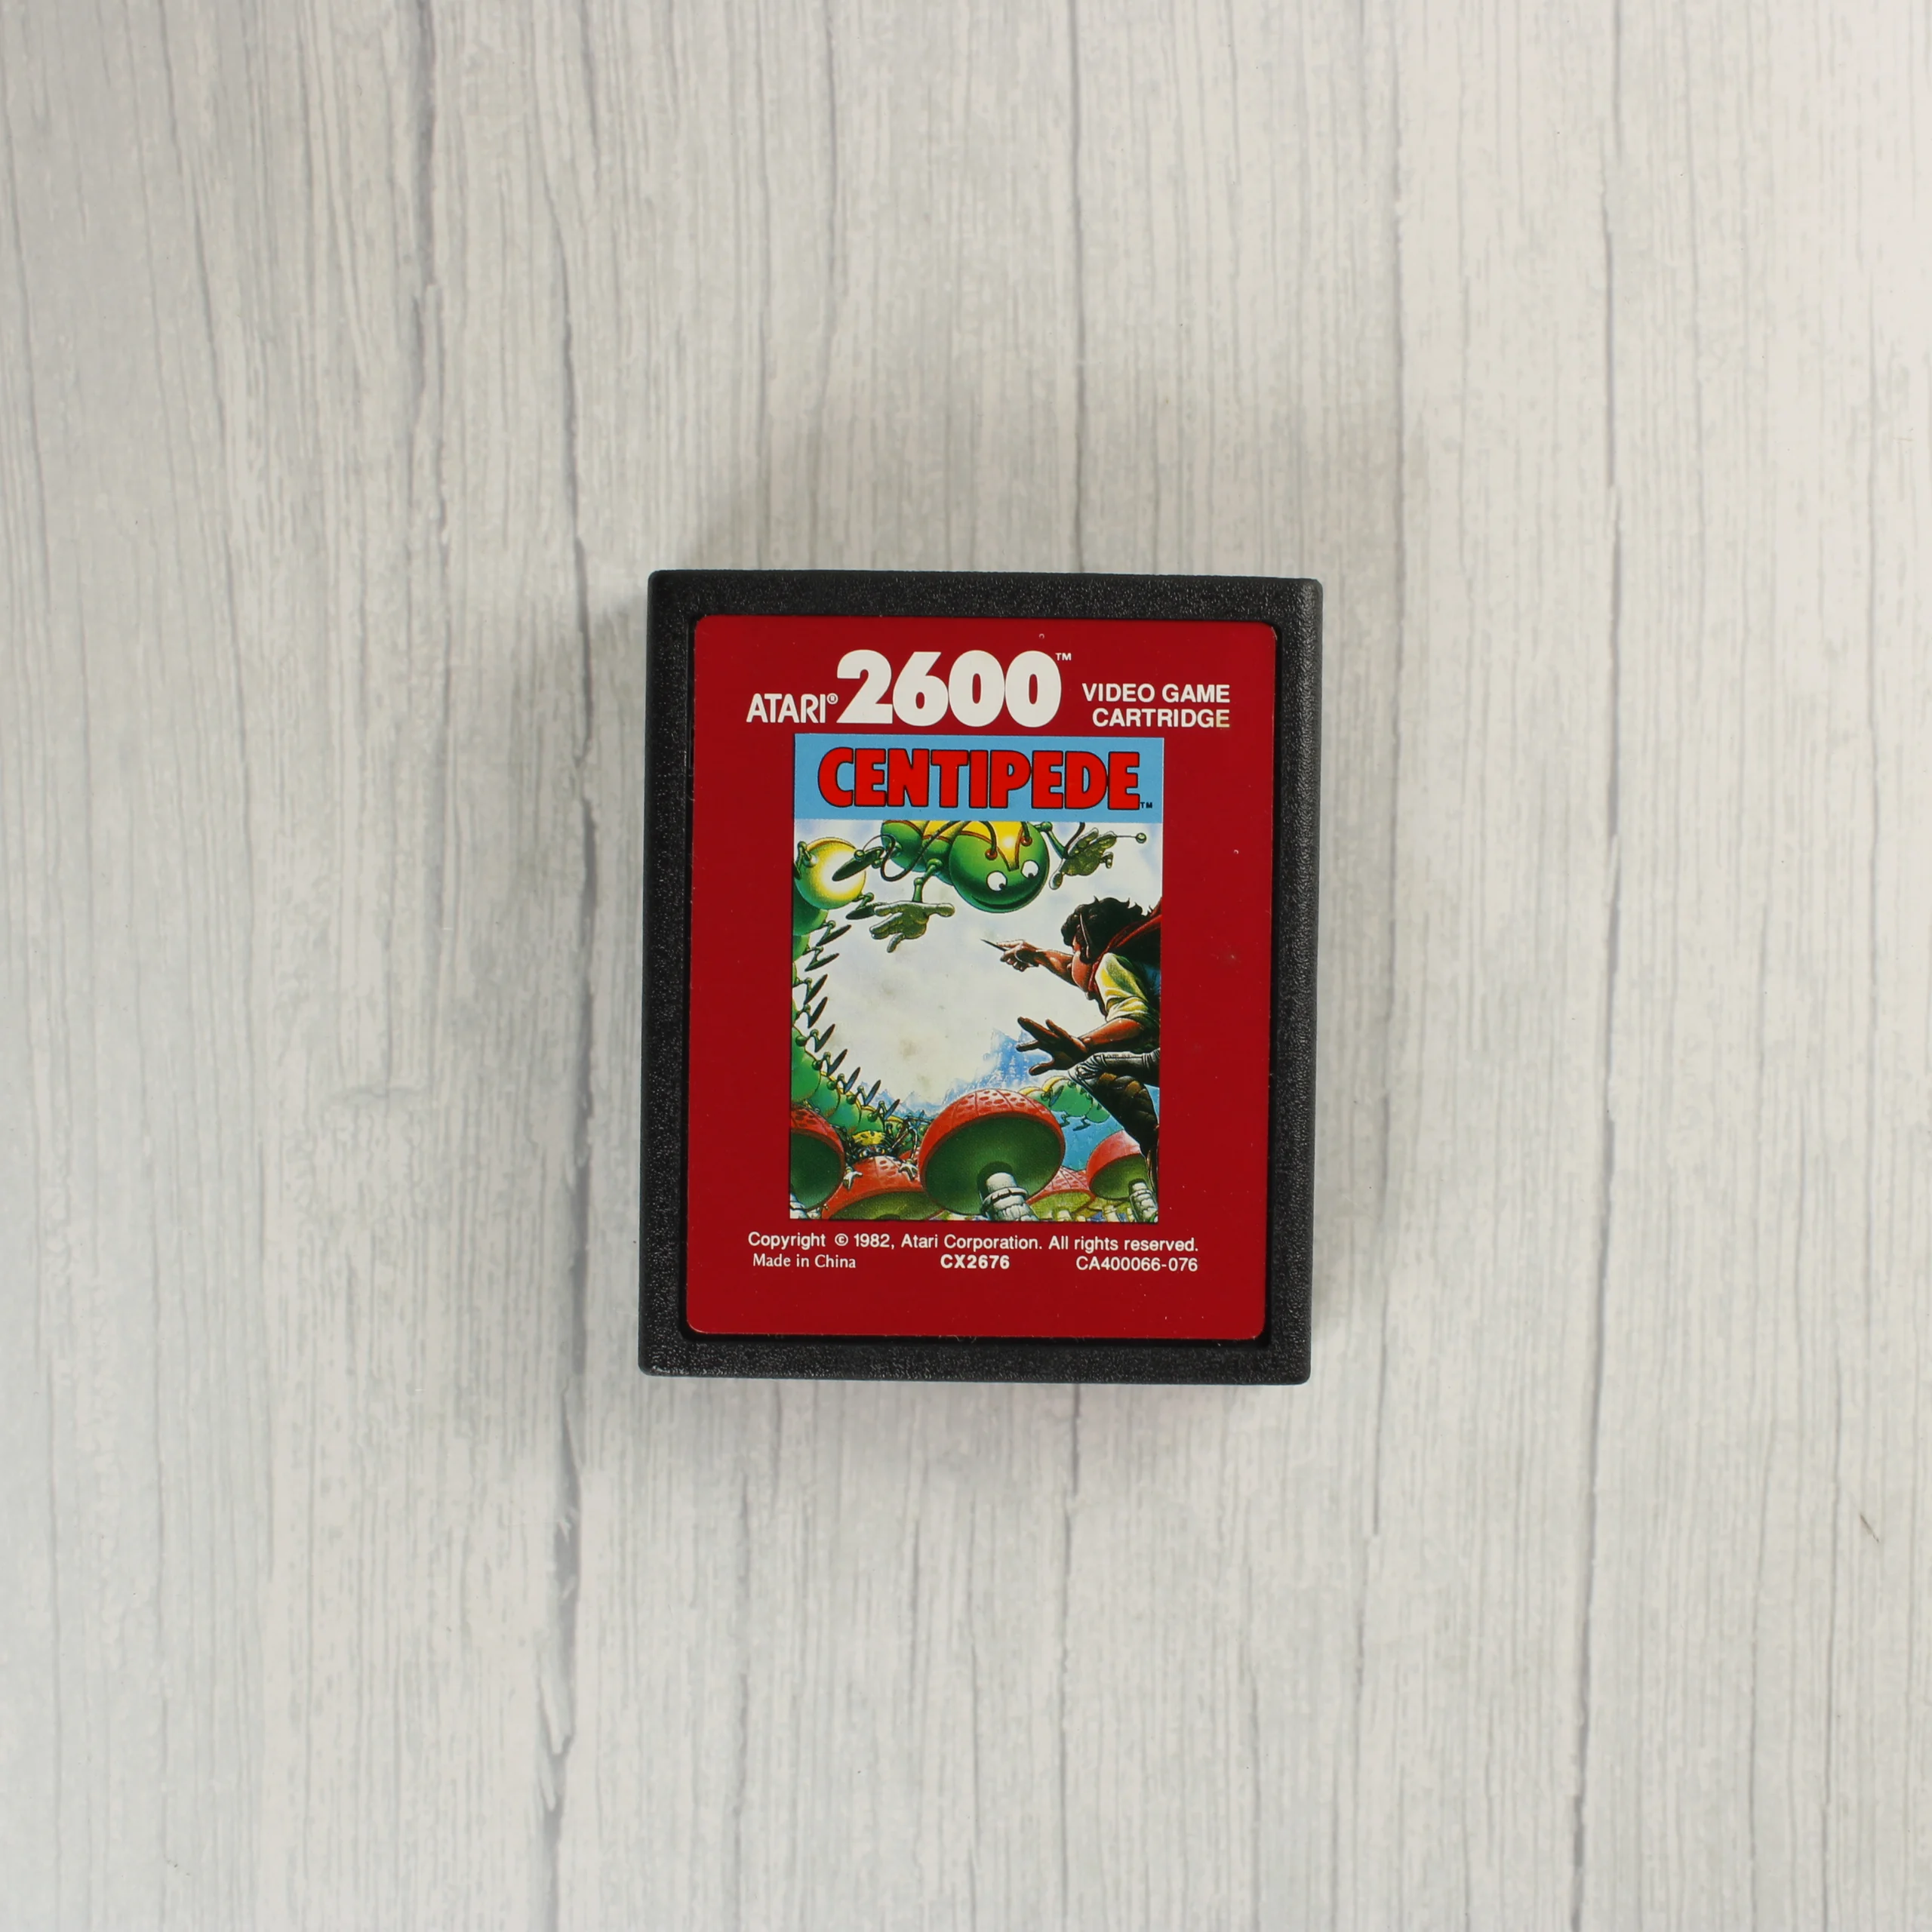 ATARI® 2600™ VIDEO GAME
CARTRIDGE
CENTIPEDE™
Copyright © 1982, Atari Corporation. All rights reserved.
Made in China CX2676 CA400066-076